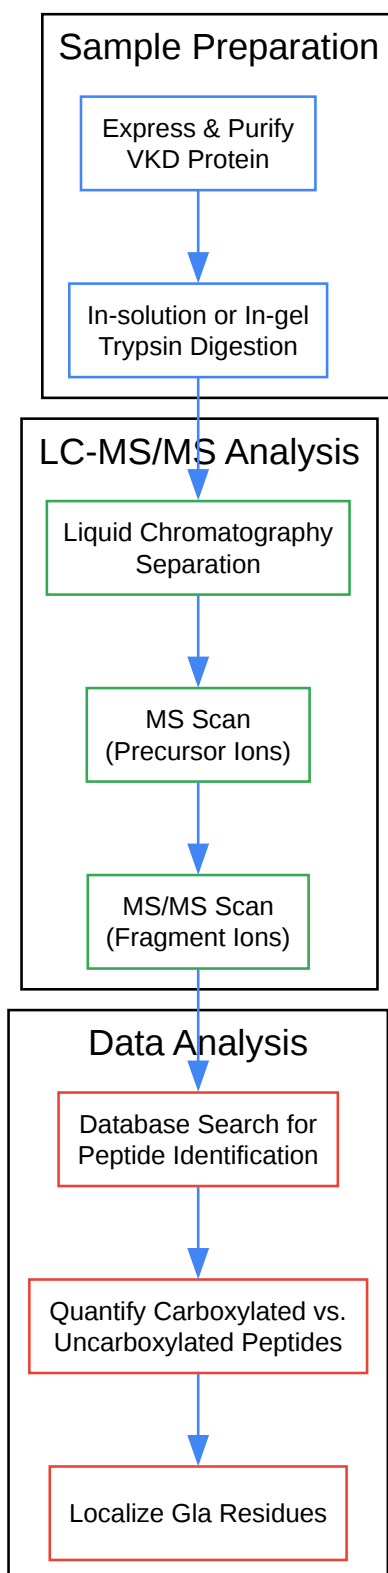 Sample Preparation
Express & Purify
VKD Protein
In-solution or In-gel
Trypsin Digestion
LC-MS/MS Analysis
Liquid Chromatography
Separation
MS Scan
(Precursor Ions)
MS/MS Scan
(Fragment Ions)
Data Analysis
Database Search for
Peptide Identification
Quantify Carboxylated vs.
Uncarboxylated Peptides
Localize Gla Residues